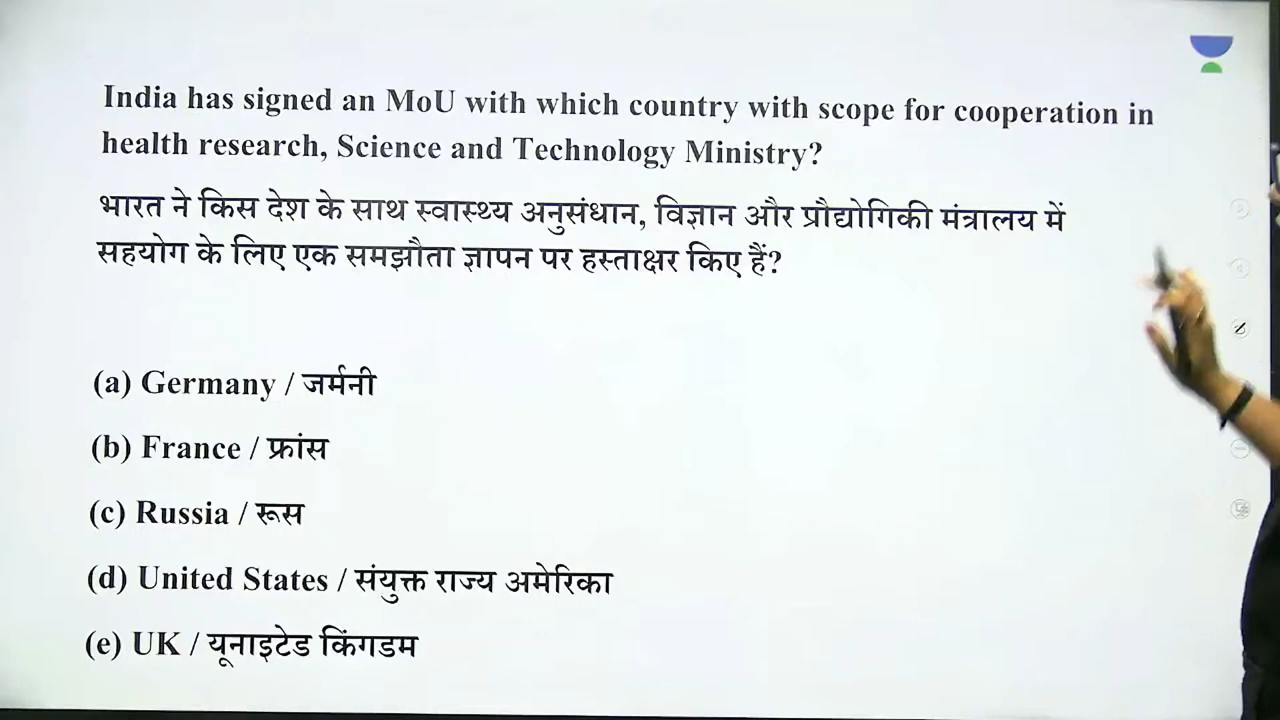 India has signed an MoU with which country with scope for cooperation in
health research, Science and Technology Ministry?
भारत ने किस देश के साथ स्वास्थ्य अनुसंधान, विज्ञान और प्रौद्योगिकी मंत्रालय में
सहयोग के लिए एक समझौता ज्ञापन पर हस्ताक्षर किए हैं?
(a) Germany / जर्मनी
(b) France / फ्रांस
(c) Russia / रूस
(d) United States / संयुक्त राज्य अमेरिका
(e) UK / यूनाइटेड किंगडम